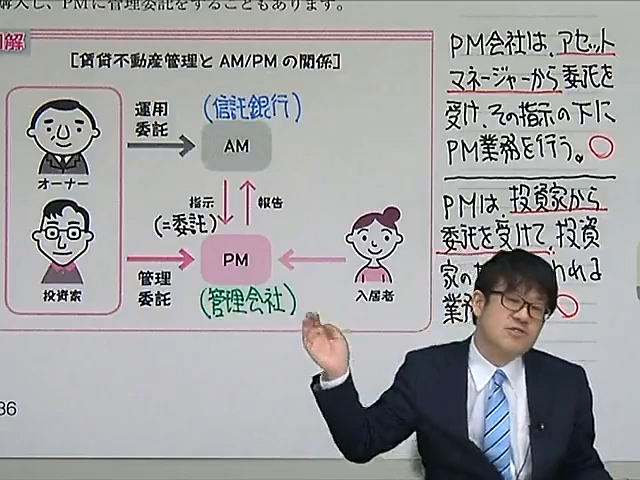 購入し、PMに管理委託をすることもあります。
図解
[賃貸不動産管理とAM/PMの関係]
オーナー
投資家
運用
委託
(信託銀行)
AM
指示
報告
(=委託)
PM
管理
委託
(管理会社)
入居者
36
PM会社は、アセット
マネージャーから委託を
受け、その指示の下に
PM業務を行う。○
PMは、投資家から
委託を受けて、投資
家の
われる
業務